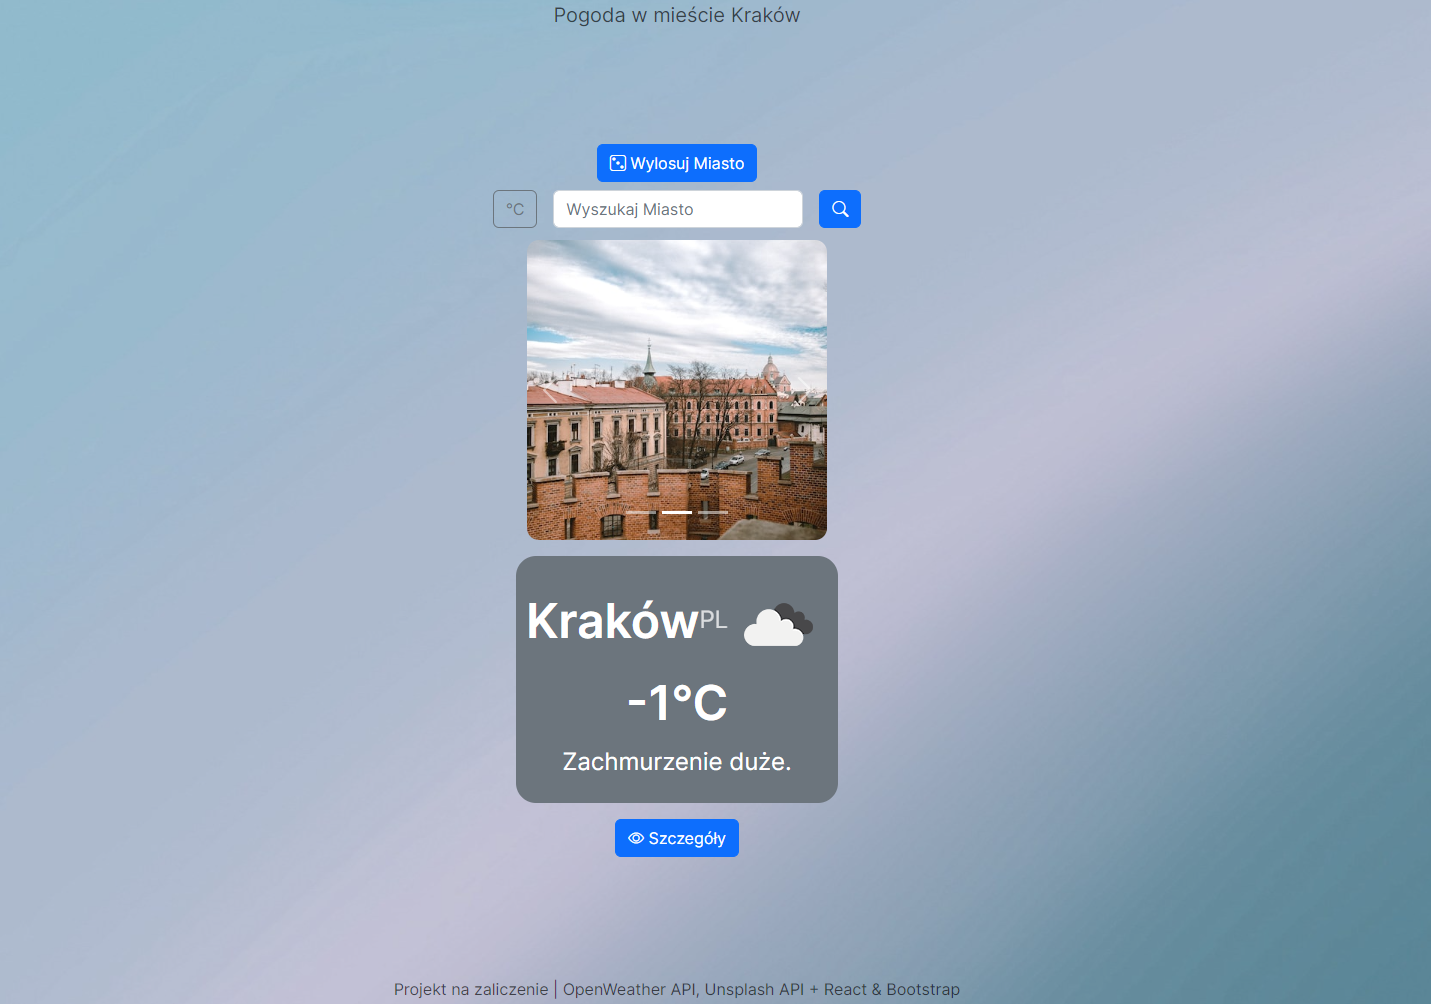 Pogoda w mieście Kraków
Wylosuj Miasto
°C
Wyszukaj Miasto
Kraków PL
-1°C
Zachmurzenie duże.
Szczegóły
Projekt na zaliczenie | OpenWeather API, Unsplash API + React & Bootstrap